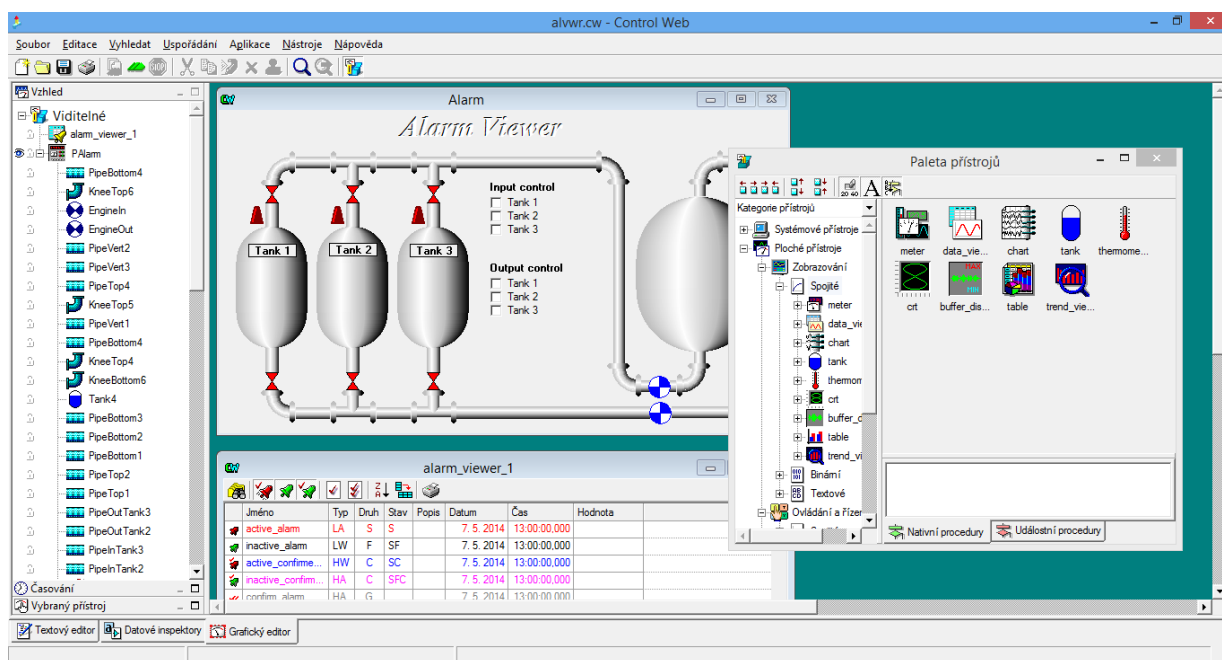 alvwr.cw - Control Web
Soubor Editace Vyhledat Uspořádání Aplikace Nástroje Nápověda
Vzhled
Viditelné
alarm_viewer_1
PAlarm
PipeBottom4
KneeTop6
EngineIn
EngineOut
PipeVert2
PipeVert3
PipeTop4
KneeTop5
PipeVert1
PipeBottom4
KneeTop4
KneeBottom6
Tank4
PipeBottom3
PipeBottom2
PipeBottom1
PipeTop2
PipeTop1
PipeOutTank3
PipeOutTank2
PipeInTank3
PipeInTank2
Časování
Vybraný přístroj
Textový editor Datové inspektory Grafický editor
Alarm
Alarm Viewer
Tank 1 Tank 2 Tank 3
Input control
Tank 1
Tank 2
Tank 3
Output control
Tank 1
Tank 2
Tank 3
alarm_viewer_1
Jméno Typ Druh Stav Popis Datum Čas Hodnota
active_alarm LA S S 7. 5. 2014 13:00:00,000
inactive_alarm LW F SF 7. 5. 2014 13:00:00,000
active_confirme... HW C SC 7. 5. 2014 13:00:00,000
inactive_confirm... HA C SFC 7. 5. 2014 13:00:00,000
confirm_alarm HA G 7. 5. 2014 13:00:00,000
Paleta přístrojů
20 40 A
Kategorie přístrojů
Systémové přístroje
Ploché přístroje
Zobrazování
Spojité
meter
data_vie
chart
tank
thermom
crt
buffer_d
table
trend_vi
Binární
Textové
Ovládání a řízer
meter data_vie... chart tank thermome...
MAX
MIN
crt buffer_dis... table trend_vie...
Nativní procedury Událostní procedury